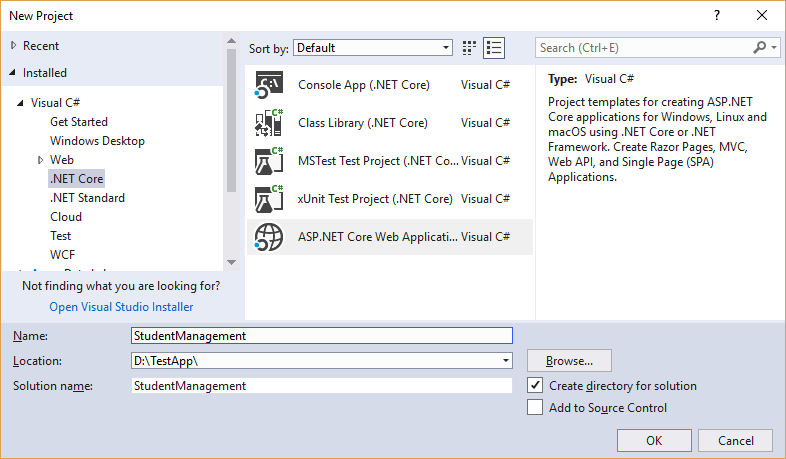 New Project
?
Recent
Installed
Visual C#
Get Started
Windows Desktop
Web
.NET Core
.NET Standard
Cloud
Test
WCF
Not finding what you are looking for?
Open Visual Studio Installer
Sort by: Default
Console App (.NET Core) Visual C#
Class Library (.NET Core) Visual C#
MSTest Test Project (.NET Co... Visual C#
xUnit Test Project (.NET Core) Visual C#
ASP.NET Core Web Applicati... Visual C#
Search (Ctrl+E)
Type: Visual C#
Project templates for creating ASP.NET
Core applications for Windows, Linux and
macOS using .NET Core or .NET
Framework. Create Razor Pages, MVC,
Web API, and Single Page (SPA)
Applications.
Name: StudentManagement
Location: D:\TestApp\ Browse...
Solution name: StudentManagement
Create directory for solution
Add to Source Control
OK Cancel